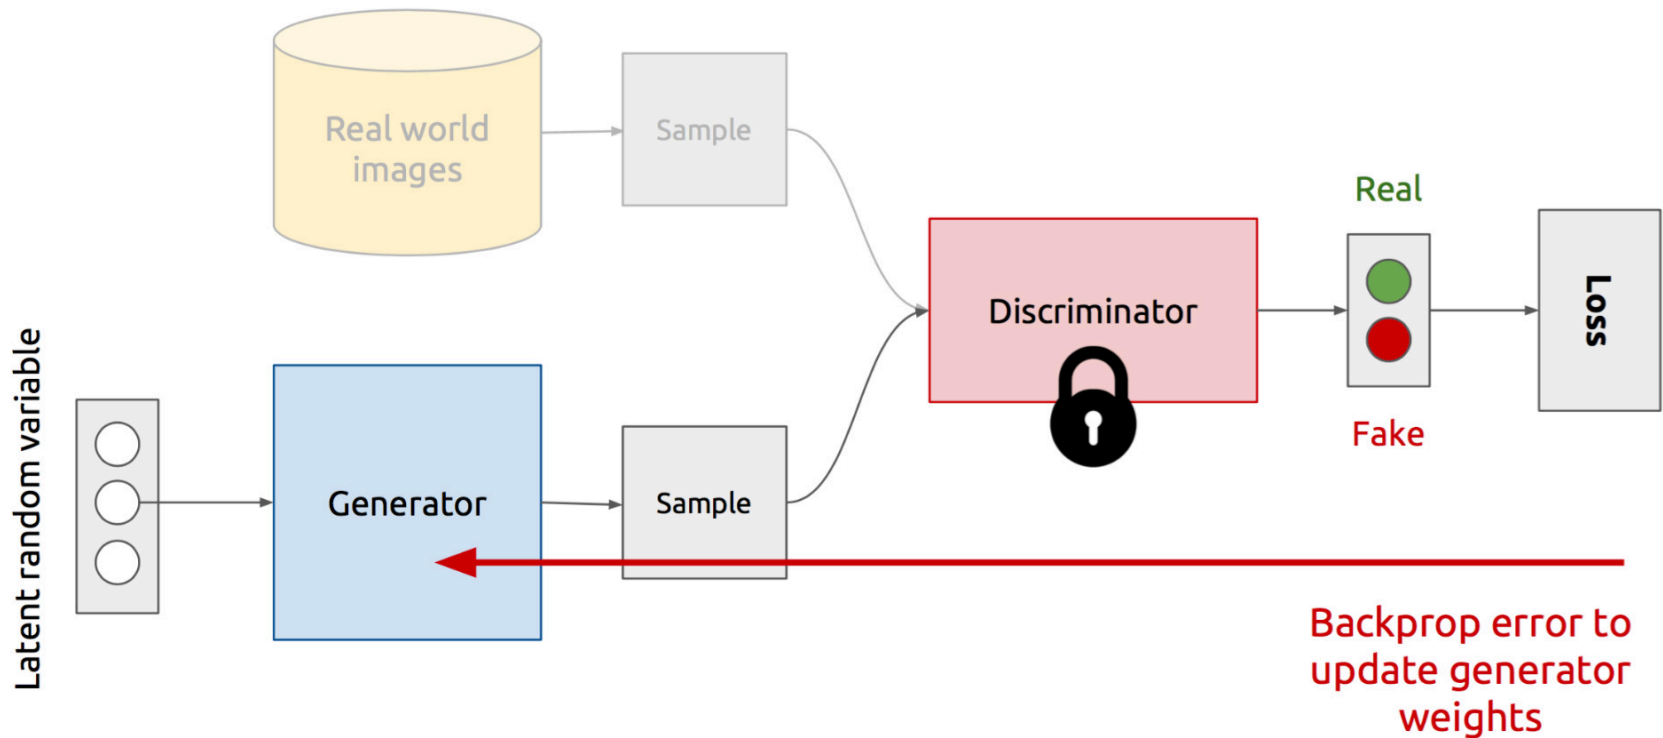 Real world
images
Sample
Real
Discriminator
Loss
Fake
Latent random variable
Generator
Sample
Backprop error to
update generator
weights